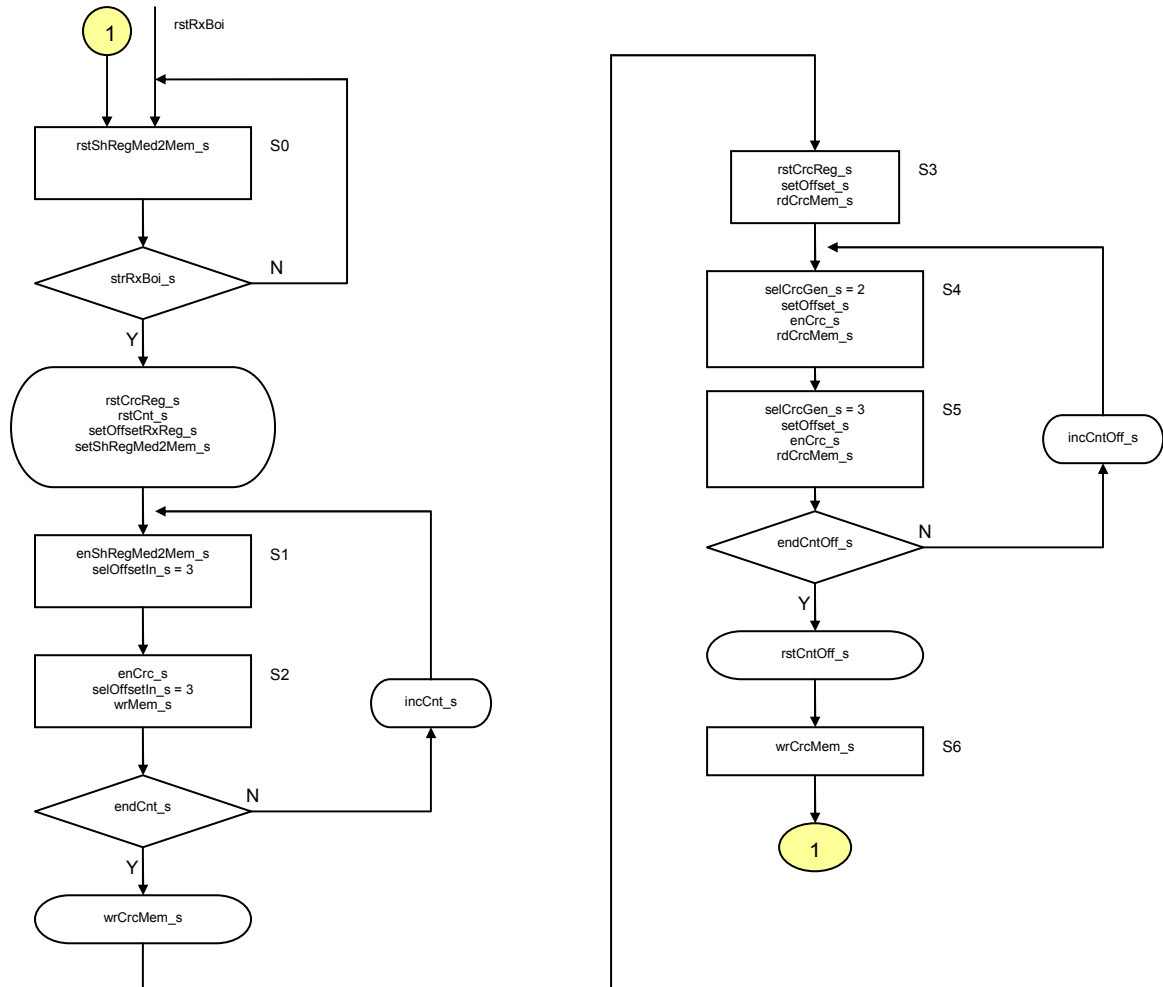 1
rstRxBoi
rstShRegMed2Mem_s
S0
strRxBoi_s
N
Y
rstCrcReg_s
rstCnt_s
setOffsetRxReg_s
setShRegMed2Mem_s
enShRegMed2Mem_s
selOffsetIn_s = 3
S1
enCrc_s
selOffsetIn_s = 3
wrMem_s
S2
incCnt_s
endCnt_s
N
Y
wrCrcMem_s
rstCrcReg_s
setOffset_s
rdCrcMem_s
S3
selCrcGen_s = 2
setOffset_s
enCrc_s
rdCrcMem_s
S4
selCrcGen_s = 3
setOffset_s
enCrc_s
rdCrcMem_s
S5
incCntOff_s
endCntOff_s
N
Y
rstCntOff_s
wrCrcMem_s
S6
1